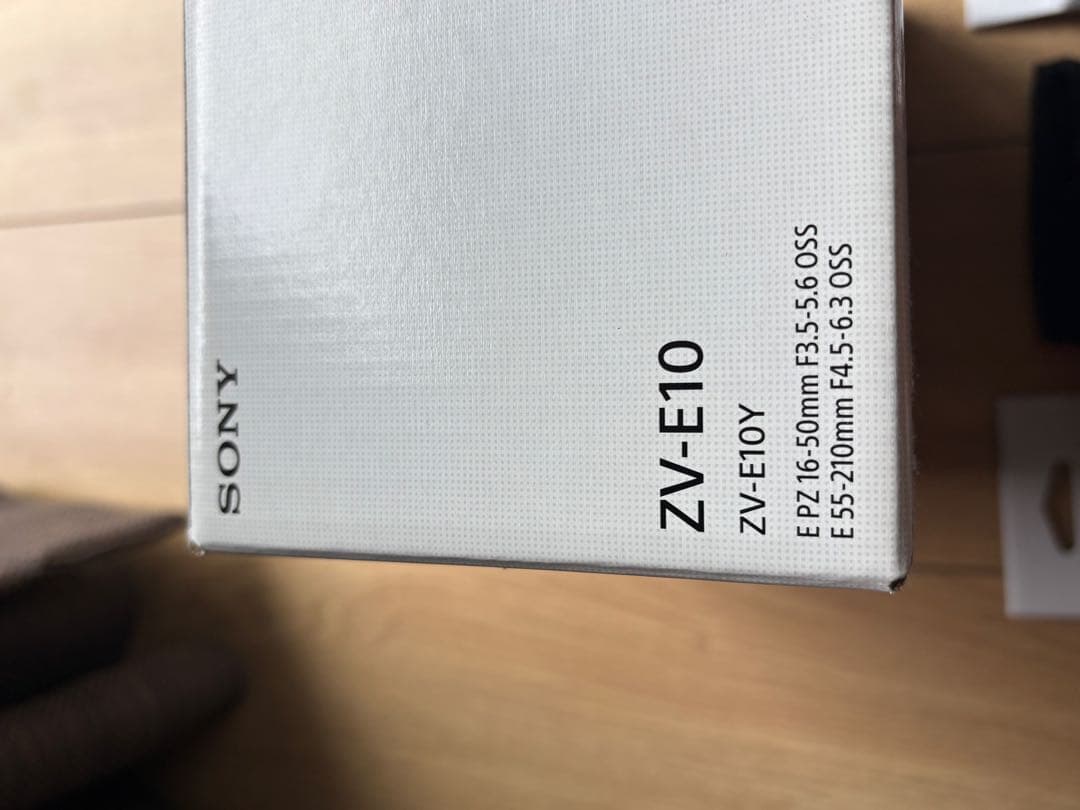 SONY
ZV-E10
ZV-E10Y
E PZ 16-50mm F3.5-5.6 OSS
E 55-210mm F4.5-6.3 OSS